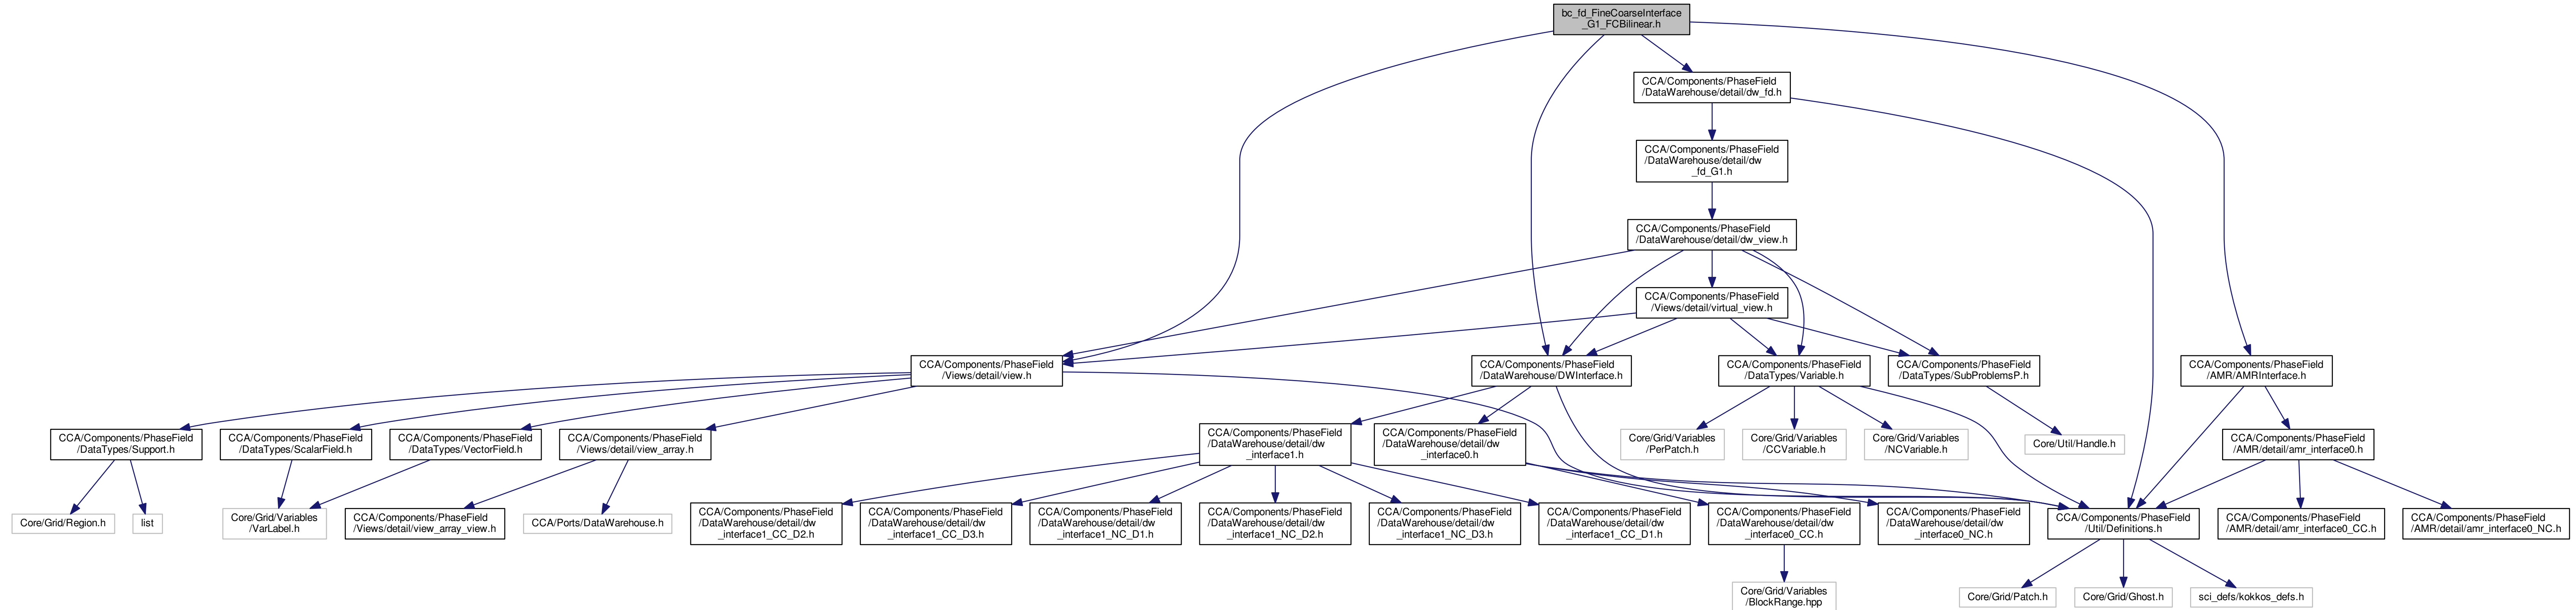 bc_fd_FineCoarseInterface
_G1_FCBilinear.h
CCA/Components/PhaseField
/DataWarehouse/detail/dw_fd.h
CCA/Components/PhaseField
/DataWarehouse/detail/dw
_fd_G1.h
CCA/Components/PhaseField
/DataWarehouse/detail/dw_view.h
CCA/Components/PhaseField
/Views/detail/virtual_view.h
CCA/Components/PhaseField
/Views/detail/view.h
CCA/Components/PhaseField
/DataWarehouse/DWInterface.h
CCA/Components/PhaseField
/DataTypes/Variable.h
CCA/Components/PhaseField
/DataTypes/SubProblemsP.h
CCA/Components/PhaseField
/AMR/AMRInterface.h
CCA/Components/PhaseField
/DataTypes/Support.h
CCA/Components/PhaseField
/DataTypes/ScalarField.h
CCA/Components/PhaseField
/DataTypes/VectorField.h
CCA/Components/PhaseField
/Views/detail/view_array.h
CCA/Components/PhaseField
/DataWarehouse/detail/dw
_interface1.h
CCA/Components/PhaseField
/DataWarehouse/detail/dw
_interface0.h
Core/Grid/Variables
/PerPatch.h
Core/Grid/Variables
/CCVariable.h
Core/Grid/Variables
/NCVariable.h
Core/Util/Handle.h
CCA/Components/PhaseField
/AMR/detail/amr_interface0.h
Core/Grid/Region.h
list
Core/Grid/Variables
/VarLabel.h
CCA/Components/PhaseField
/Views/detail/view_array_view.h
CCA/Ports/DataWarehouse.h
CCA/Components/PhaseField
/DataWarehouse/detail/dw
_interface1_CC_D2.h
CCA/Components/PhaseField
/DataWarehouse/detail/dw
_interface1_CC_D3.h
CCA/Components/PhaseField
/DataWarehouse/detail/dw
_interface1_NC_D1.h
CCA/Components/PhaseField
/DataWarehouse/detail/dw
_interface1_NC_D2.h
CCA/Components/PhaseField
/DataWarehouse/detail/dw
_interface1_NC_D3.h
CCA/Components/PhaseField
/DataWarehouse/detail/dw
_interface1_CC_D1.h
CCA/Components/PhaseField
/DataWarehouse/detail/dw
_interface0_CC.h
CCA/Components/PhaseField
/DataWarehouse/detail/dw
_interface0_NC.h
CCA/Components/PhaseField
/Util/Definitions.h
CCA/Components/PhaseField
/AMR/detail/amr_interface0_CC.h
CCA/Components/PhaseField
/AMR/detail/amr_interface0_NC.h
Core/Grid/Variables
/BlockRange.hpp
Core/Grid/Patch.h
Core/Grid/Ghost.h
sci_defs/kokkos_defs.h